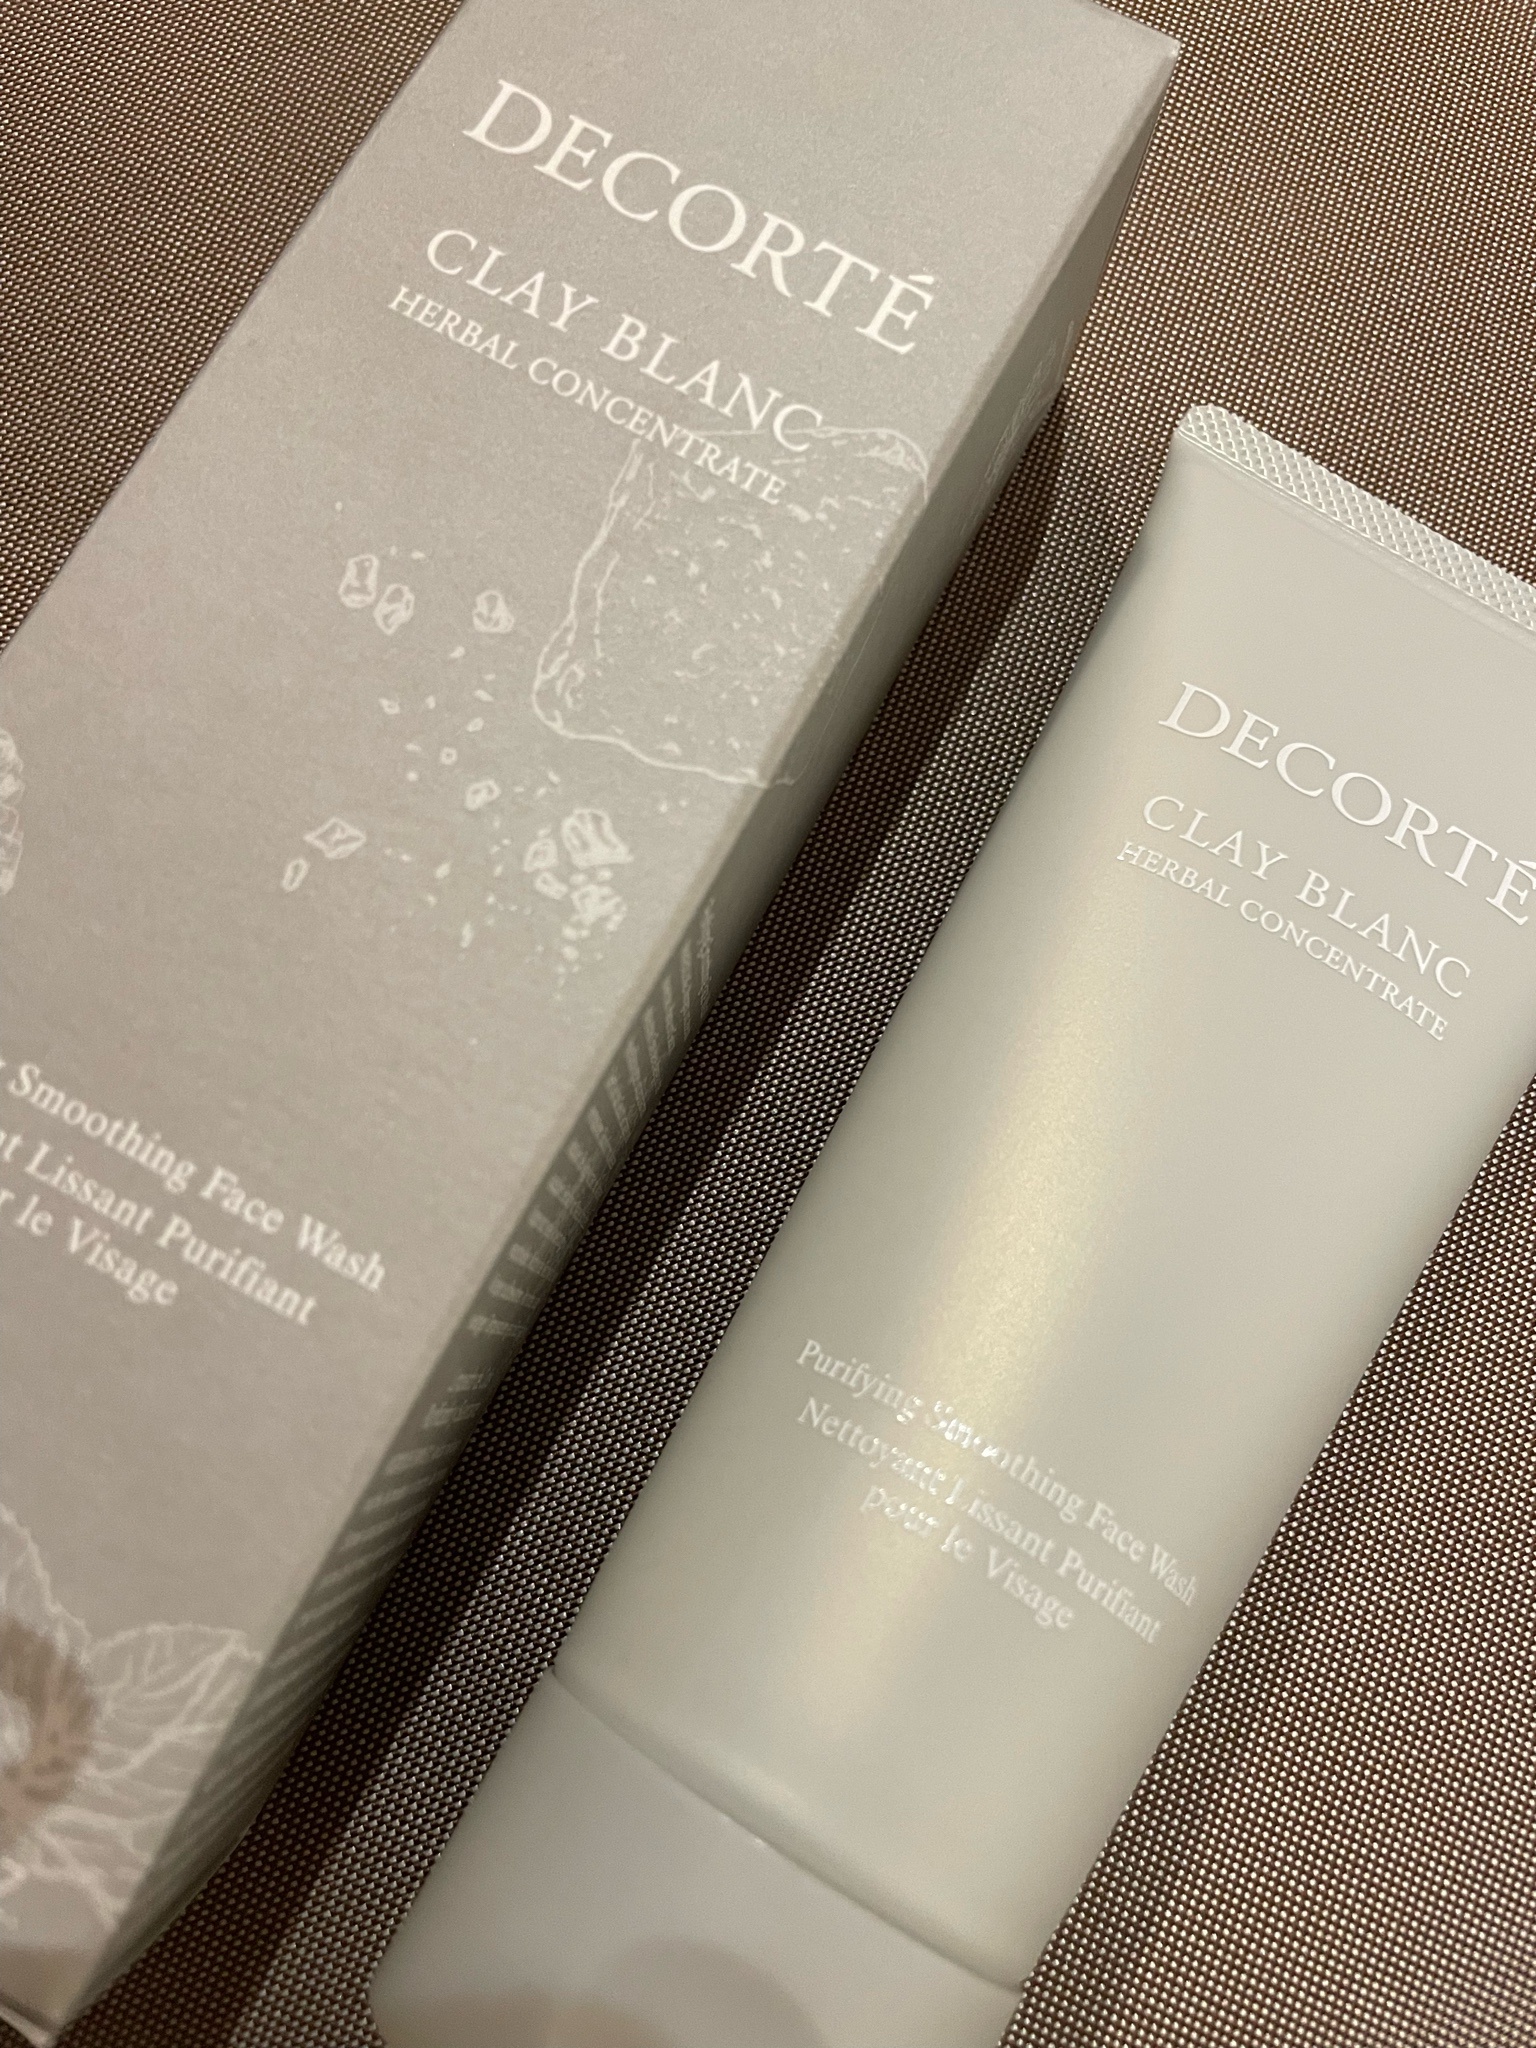 DECORTÉ
CLAY BLANC
HERBAL CONCENTRATE
Smoothing Face Wash
Lissant Purifiant
le Visage
DECORTÉ
CLAY BLANC
HERBAL CONCENTRATE
Purifying Smoothing Face Wash
Nettoyant Lissant Purifiant
pour le Visage